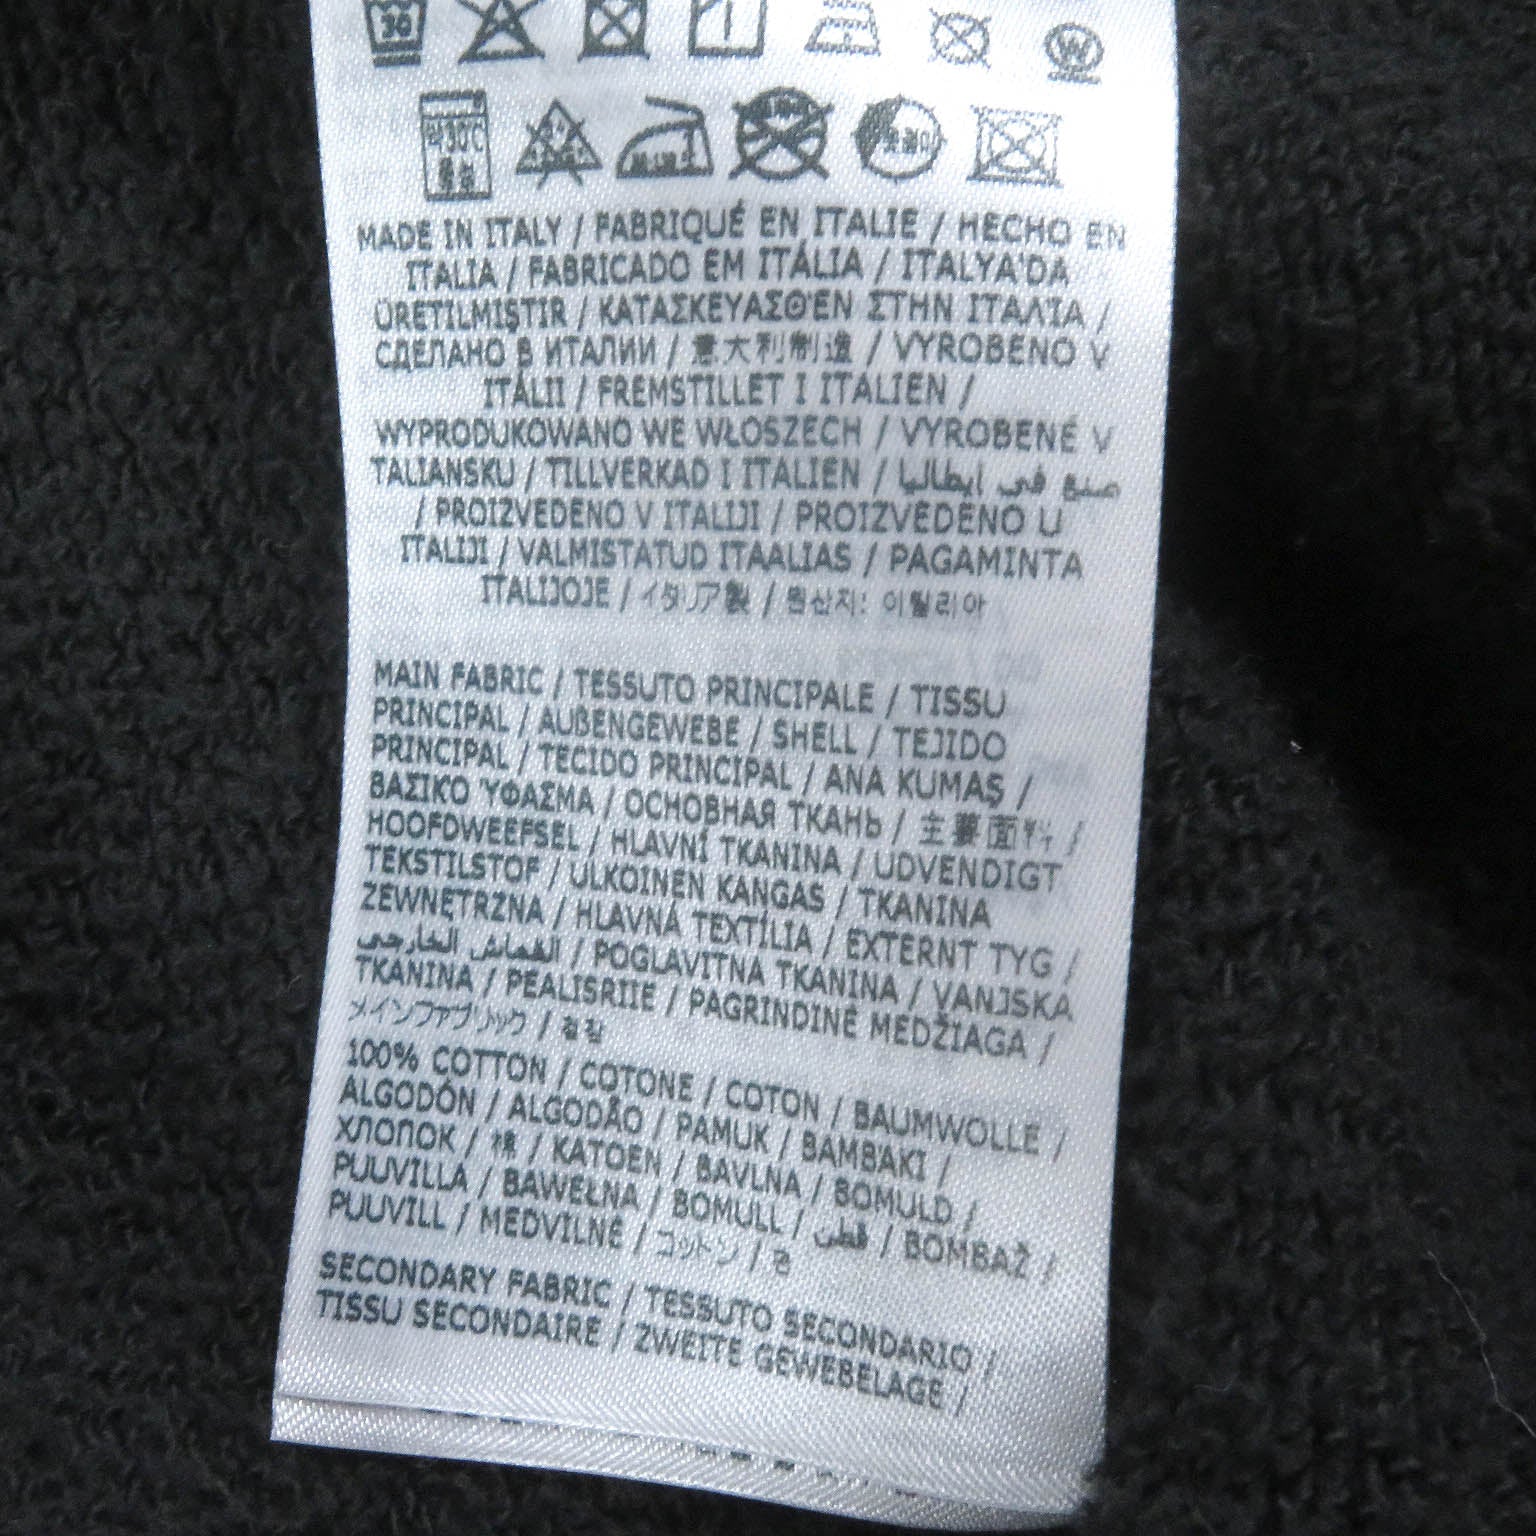 30
MADE IN ITALY / FABRIQUÉ EN ITALIE / HECHO EN
ITALIA / FABRICADO EM ITÁLIA / ITALYA'DA
ÜRETILMIŞTIR / ΚΑΤΑΣΚΕΥΑΣΘ'ΕΝ ΣΤΗΝ ΙΤΑΛΊΑ /
СДЕЛАНО В ИТАЛИИ / 意大利制造 / VYROBENO V
ITÁLII / FREMSTILLET I ITALIEN /
WYPRODUKOWANO WE WŁOSZECH / VYROBENÉ V
TALIANSKU / TILLVERKAD I ITALIEN / صنع في إيطاليا
/ PROIZVEDENO V ITALIJI / PROIZVEDENO U
ITALIJI / VALMISTATUD ITAALIAS / PAGAMINTA
ITALIJOJE / イタリア製 / 원산지: 이탈리아
MAIN FABRIC / TESSUTO PRINCIPALE / TISSU
PRINCIPAL / AUßENGEWEBE / SHELL / TEJIDO
PRINCIPAL / TECIDO PRINCIPAL / ANA KUMAŞ /
ΒΑΣΙΚΟ ΎΦΑΣΜΑ / ОСНОВНАЯ ТКАНЬ / 主要面料 /
HOOFDWEEFSEL / HLAVNÍ TKANINA / UDVENDIGT
TEKSTILSTOF / ULKOINEN KANGAS / TKANINA
ZEWNĘTRZNA / HLAVNÁ TEXTÍLIA / EXTERNT TYG /
القماش الخارجي / POGLAVITNA TKANINA / VANJSKA
TKANINA / PEALISRIIE / PAGRINDINĖ MEDŽIAGA /
メインファブリック / 겉감
100% COTTON / COTONE / COTON / BAUMWOLLE /
ALGODÓN / ALGODÃO / PAMUK / ΒΑΜΒ'ΑΚΙ /
ХЛОПОК / 棉 / KATOEN / BAVLNA / BOMULD /
PUUVILLA / BAWEŁNA / BOMULL / قطن / BOMBAŽ /
PUUVILL / MEDVILNĖ / コットン / 면
SECONDARY FABRIC / TESSUTO SECONDARIO /
TISSU SECONDAIRE / ZWEITE GEWEBELAGE /